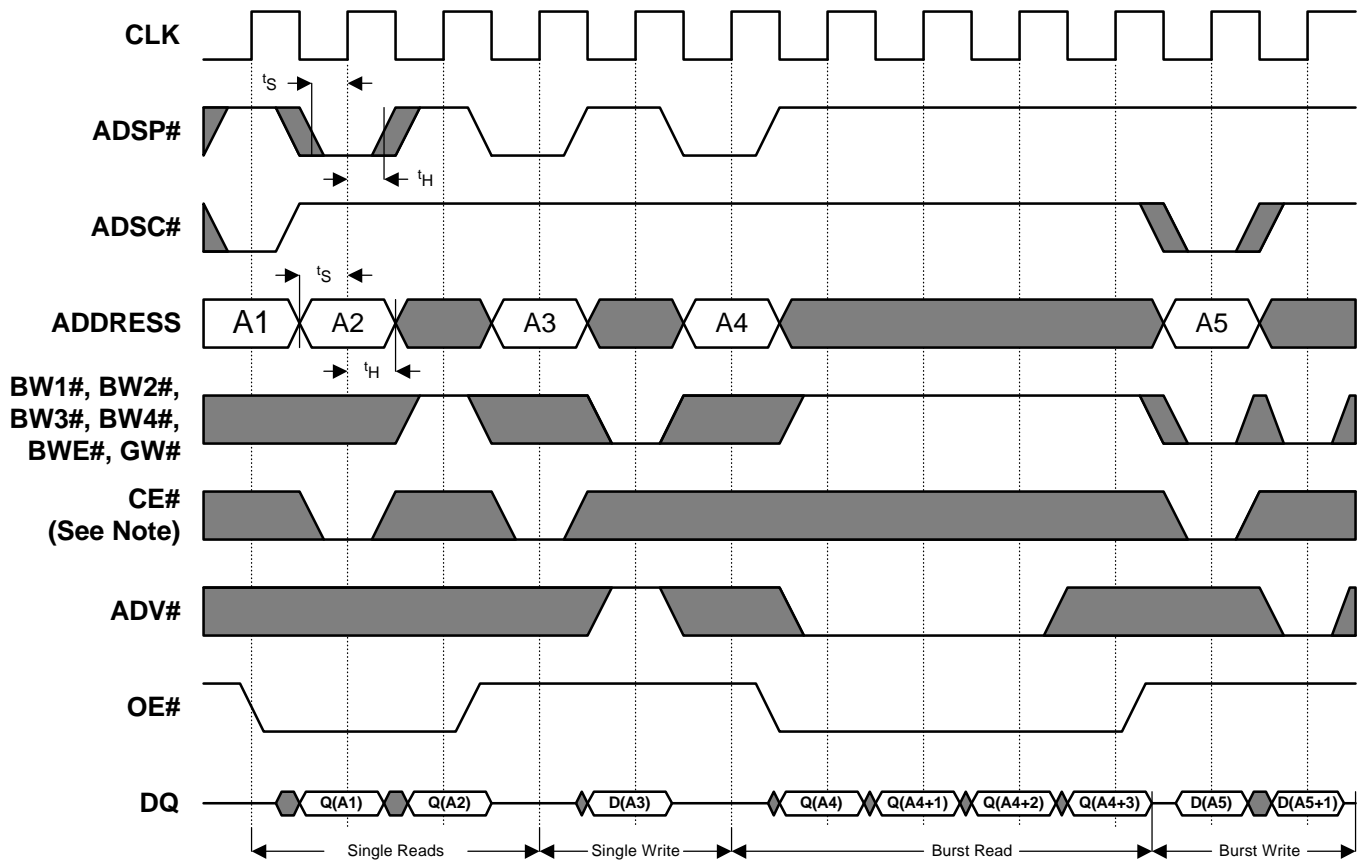 CLK
tS
ADSP#
tH
ADSC#
tS
ADDRESS
A1
A2
A3
A4
A5
tH
BW1#, BW2#,
BW3#, BW4#,
BWE#, GW#
CE#
(See Note)
ADV#
OE#
DQ
Q(A1)
Q(A2)
D(A3)
Q(A4)
Q(A4+1)
Q(A4+2)
Q(A4+3)
D(A5)
D(A5+1)
Single Reads
Single Write
Burst Read
Burst Write